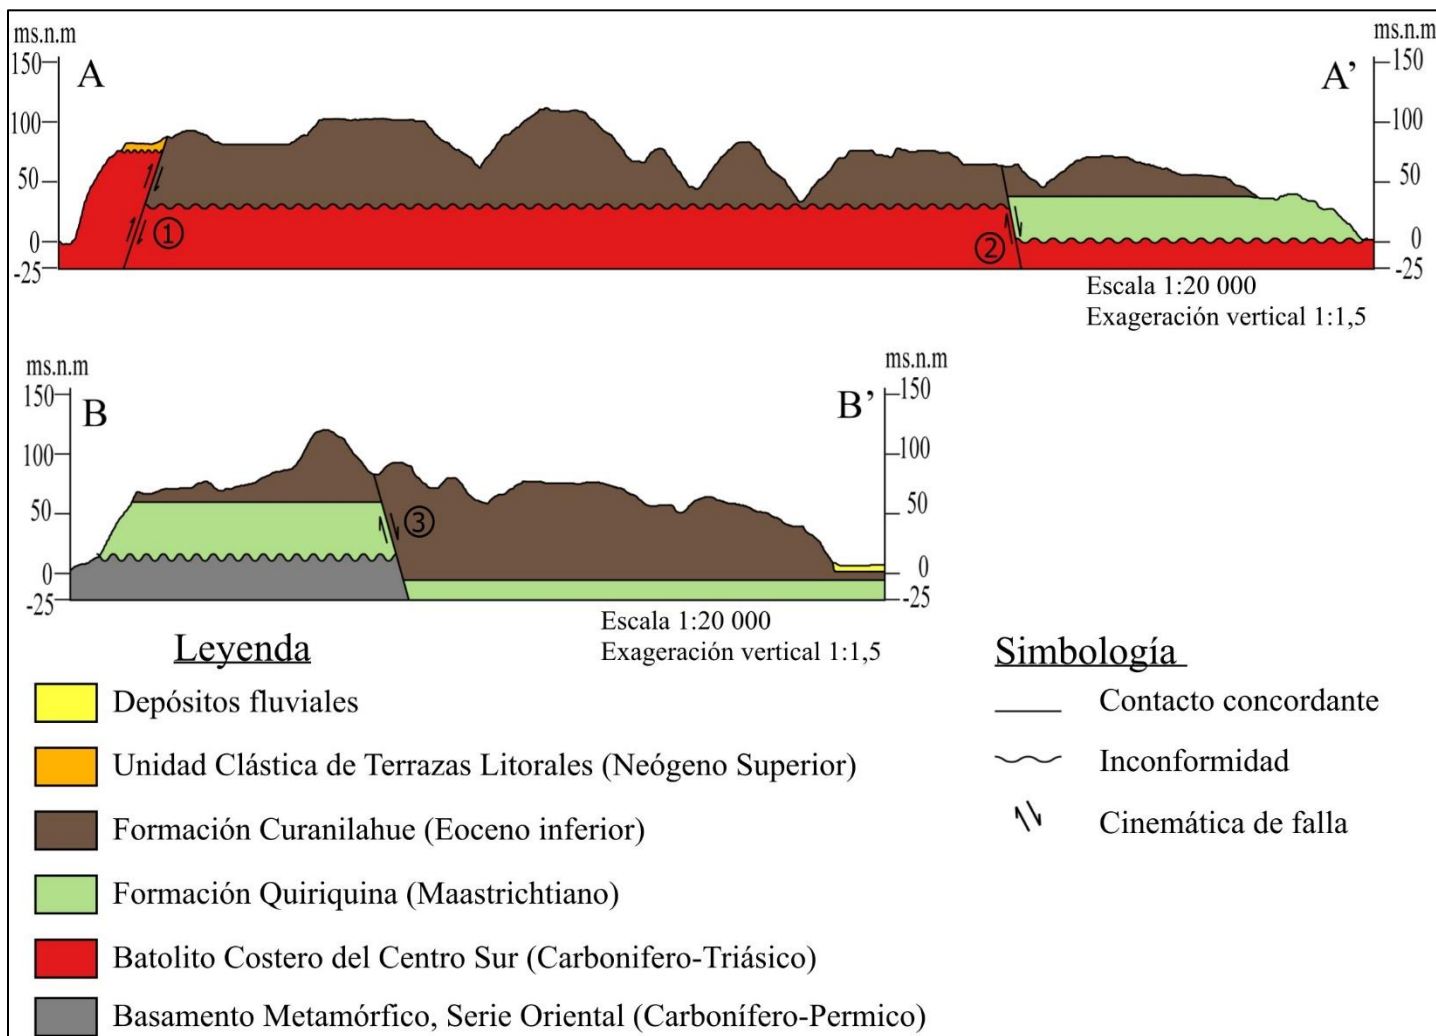 ms.n.m
ms.n.m
150
A
A’
150
100
100
50
50
①
②
0
0
-25
-25
Escala 1:20 000
Exageración vertical 1:1,5
ms.n.m
ms.n.m
150
B
B’
150
100
100
50
③
50
0
0
-25
-25
Escala 1:20 000
Exageración vertical 1:1,5
Leyenda
Depósitos fluviales
Unidad Clástica de Terrazas Litorales (Neógeno Superior)
Formación Curanilahue (Eoceno inferior)
Formación Quiriquina (Maastrichtiano)
Batolito Costero del Centro Sur (Carbonifero-Triásico)
Basamento Metamórfico, Serie Oriental (Carbonífero-Permico)
Simbología
Contacto concordante
Inconformidad
Cinemática de falla